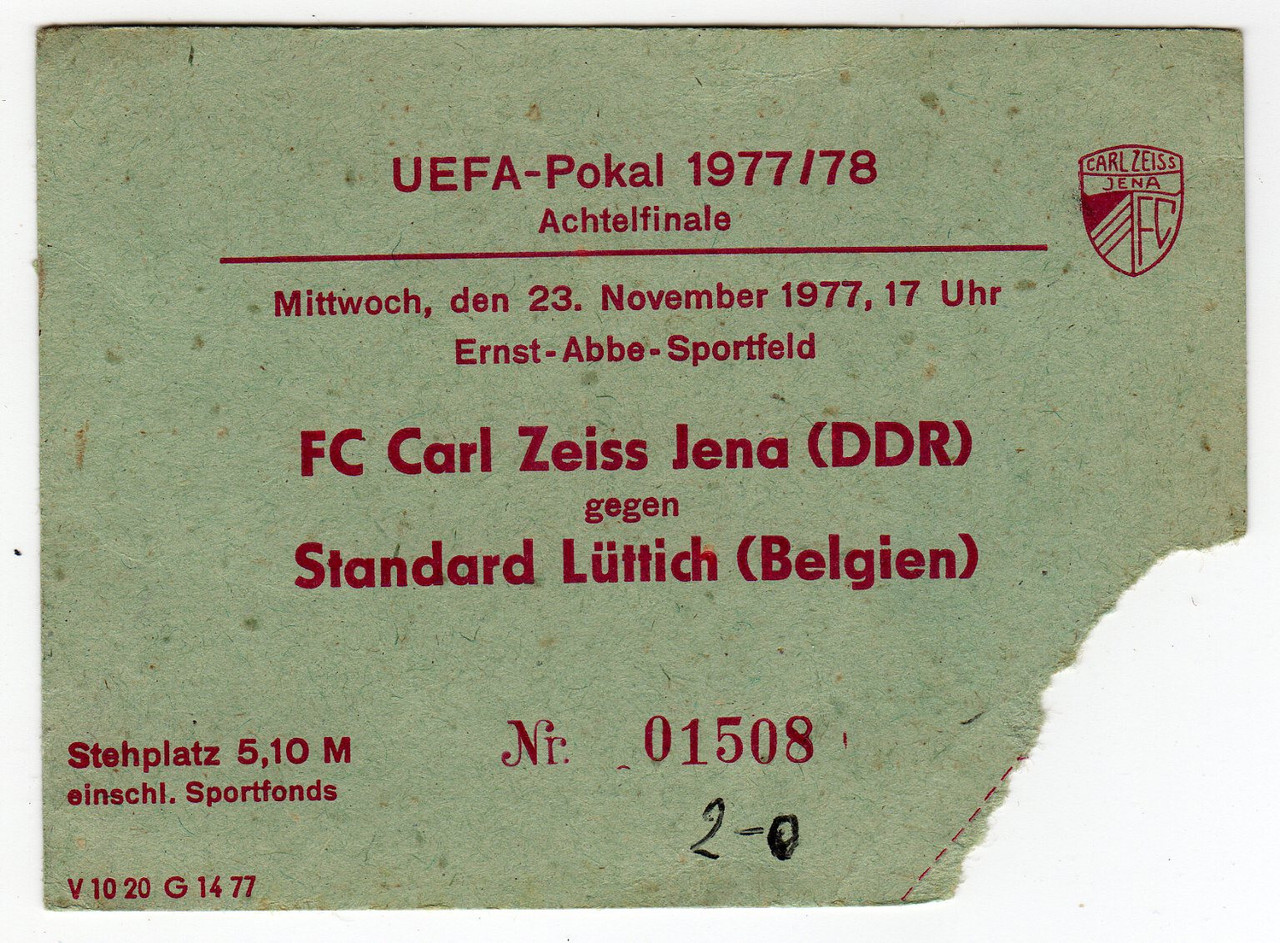 UEFA-Pokal 1977/78
Achtelfinale
CARL ZEISS
JENA
FC
Mittwoch, den 23. November 1977, 17 Uhr
Ernst-Abbe-Sportfeld
FC Carl Zeiss Jena (DDR)
gegen
Standard Lüttich (Belgien)
Stehplatz 5,10 M
einschl. Sportfonds
Nr. 01508
2-0
V 10 20 G 14 77